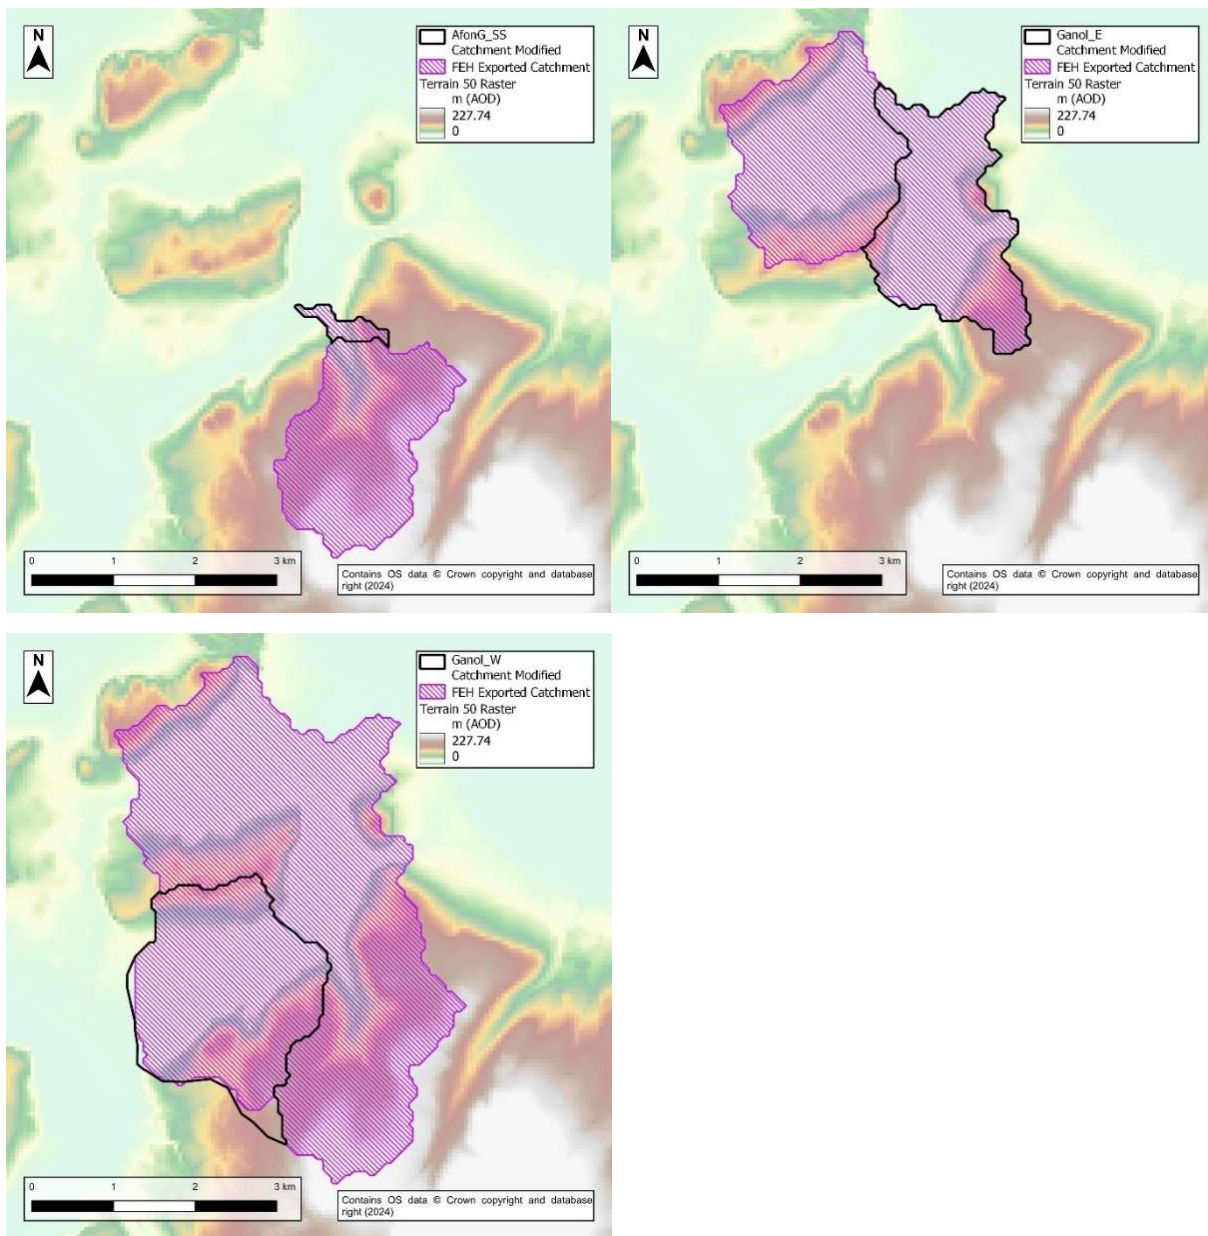 N
AfonG_SS
Catchment Modified
FEH Exported Catchment
Terrain 50 Raster
m (AOD)
227.74
0
0 1 2 3 km
Contains OS data © Crown copyright and database
right (2024)
N
Ganol_E
Catchment Modified
FEH Exported Catchment
Terrain 50 Raster
m (AOD)
227.74
0
0 1 2 3 km
Contains OS data © Crown copyright and database
right (2024)
N
Ganol_W
Catchment Modified
FEH Exported Catchment
Terrain 50 Raster
m (AOD)
227.74
0
0 1 2 3 km
Contains OS data © Crown copyright and database
right (2024)